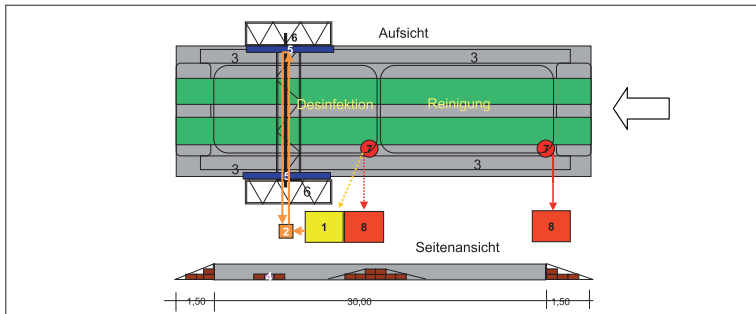 Aufsicht
6
5
3 3
Desinfektion Reinigung
7 7
3 3
5
6
2 1 8 8
Seitenansicht
4
1,50 30,00 1,50